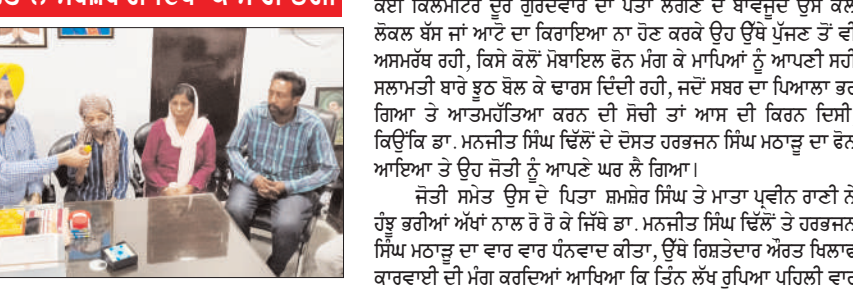 ਕਈ ਕਿਲੋਮੀਟਰ ਦੂਰ ਗੁਰਦਵਾਰੇ ਦਾ ਪਤਾ ਲੱਗਣ ਦੇ ਬਾਵਜੂਦ ਉਸ ਕੋਲ
ਲੋਕਲ ਬੱਸ ਜਾਂ ਆਟੋ ਦਾ ਕਿਰਾਇਆ ਨਾ ਹੋਣ ਕਰਕੇ ਉਹ ਉੱਥੇ ਪੁੱਜਣ ਤੋਂ ਵੀ
ਅਸਮਰੱਥ ਰਹੀ, ਕਿਸੇ ਕੋਲੋਂ ਮੋਬਾਇਲ ਫੋਨ ਮੰਗ ਕੇ ਮਾਪਿਆਂ ਨੂੰ ਆਪਣੀ ਸਹੀ
ਸਲਾਮਤੀ ਬਾਰੇ ਝੂਠ ਬੋਲ ਕੇ ਢਾਰਸ ਦਿੰਦੀ ਰਹੀ, ਜਦੋਂ ਸਬਰ ਦਾ ਪਿਆਲਾ ਭਰ
ਗਿਆ ਤੇ ਆਤਮਹੱਤਿਆ ਕਰਨ ਦੀ ਸੋਚੀ ਤਾਂ ਆਸ ਦੀ ਕਿਰਨ ਦਿਸੀ
ਕਿਉਂਕਿ ਡਾ. ਮਨਜੀਤ ਸਿੰਘ ਢਿੱਲੋਂ ਦੇ ਦੋਸਤ ਹਰਭਜਨ ਸਿੰਘ ਮਠਾੜੂ ਦਾ ਫੋਨ
ਆਇਆ ਤੇ ਉਹ ਜੋਤੀ ਨੂੰ ਆਪਣੇ ਘਰ ਲੈ ਗਿਆ।
ਜੋਤੀ ਸਮੇਤ ਉਸ ਦੇ ਪਿਤਾ ਸ਼ਮਸ਼ੇਰ ਸਿੰਘ ਤੇ ਮਾਤਾ ਪ੍ਰਵੀਨ ਰਾਣੀ ਨੇ
ਹੰਝੂ ਭਰੀਆਂ ਅੱਖਾਂ ਨਾਲ ਰੋ ਰੋ ਕੇ ਜਿੱਥੇ ਡਾ. ਮਨਜੀਤ ਸਿੰਘ ਢਿੱਲੋਂ ਤੇ ਹਰਭਜਨ
ਸਿੰਘ ਮਠਾੜੂ ਦਾ ਵਾਰ ਵਾਰ ਧੰਨਵਾਦ ਕੀਤਾ, ਉੱਥੇ ਰਿਸ਼ਤੇਦਾਰ ਔਰਤ ਖਿਲਾਫ
ਕਾਰਵਾਈ ਦੀ ਮੰਗ ਕਰਦਿਆਂ ਆਖਿਆ ਕਿ ਤਿੰਨ ਲੱਖ ਰੁਪਿਆ ਪਹਿਲੀ ਵਾਰ